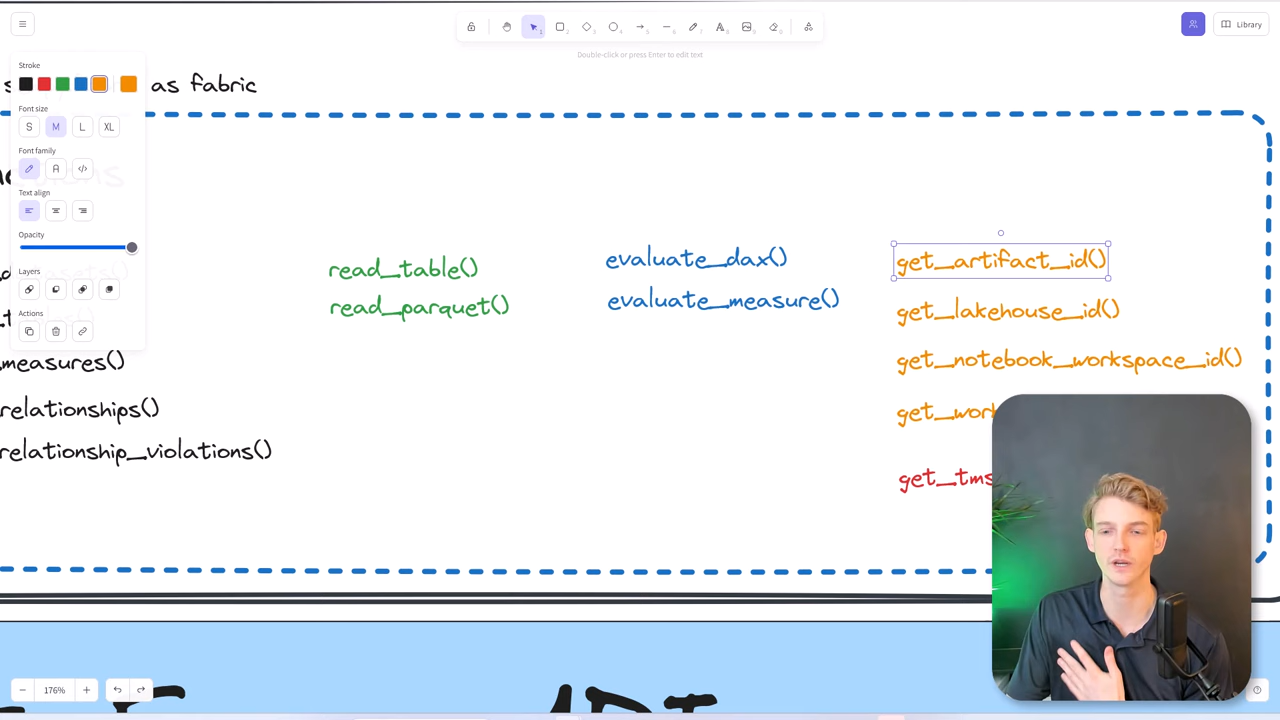 Library
Double-click or press Enter to edit text
Stroke
as fabric
Font size
S M L XL
Font family
Text align
Opacity
Layers
Actions
measures()
relationships()
relationship_violations()
read_table()
read_parquet()
evaluate_dax()
evaluate_measure()
get_artifact_id()
get_lakehouse_id()
get_notebook_workspace_id()
176%